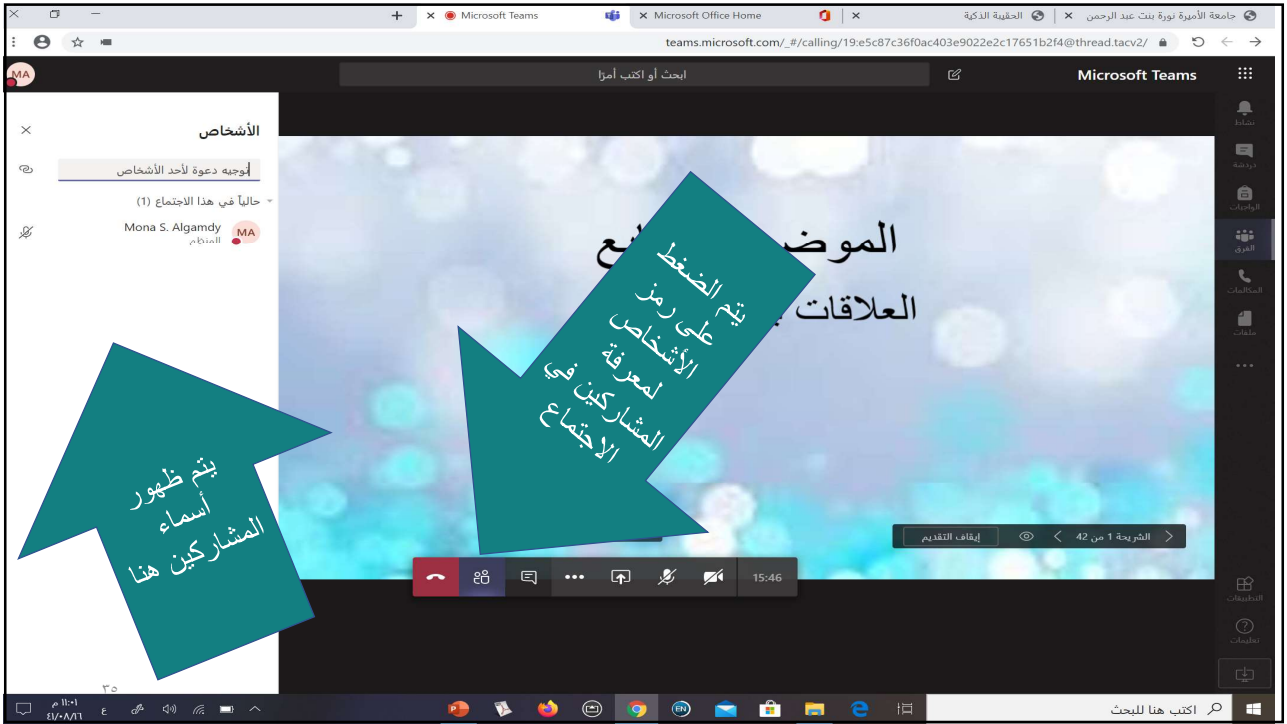 جامعة الأميرة نورة بنت عبد الرحمن
الحقيبة الذكية
Microsoft Office Home
Microsoft Teams
teams.microsoft.com/_#/calling/19:e5c87c36f0ac403e9022e2c17651b2f4@thread.tacv2/
Microsoft Teams
ابحث أو اكتب أمرًا
MA
نشاط
دردشة
الواجبات
الفرق
المكالمات
ملفات
التطبيقات
تعليمات
الأشخاص
توجيه دعوة لأحد الأشخاص
حالياً في هذا الاجتماع (1)
Mona S. Algamdy
MA
المنظم
العلاقات
يتم الضغط
على رمز
الأشخاص
لمعرفة
المشاركين في
الاجتماع
يتم ظهور
أسماء
المشاركين هنا
الشريحة 1 من 42
إيقاف التقديم
15:46
٣٥
اكتب هنا للبحث
EN
ع
١١:٠١ م
٤١/٠٨/١٦